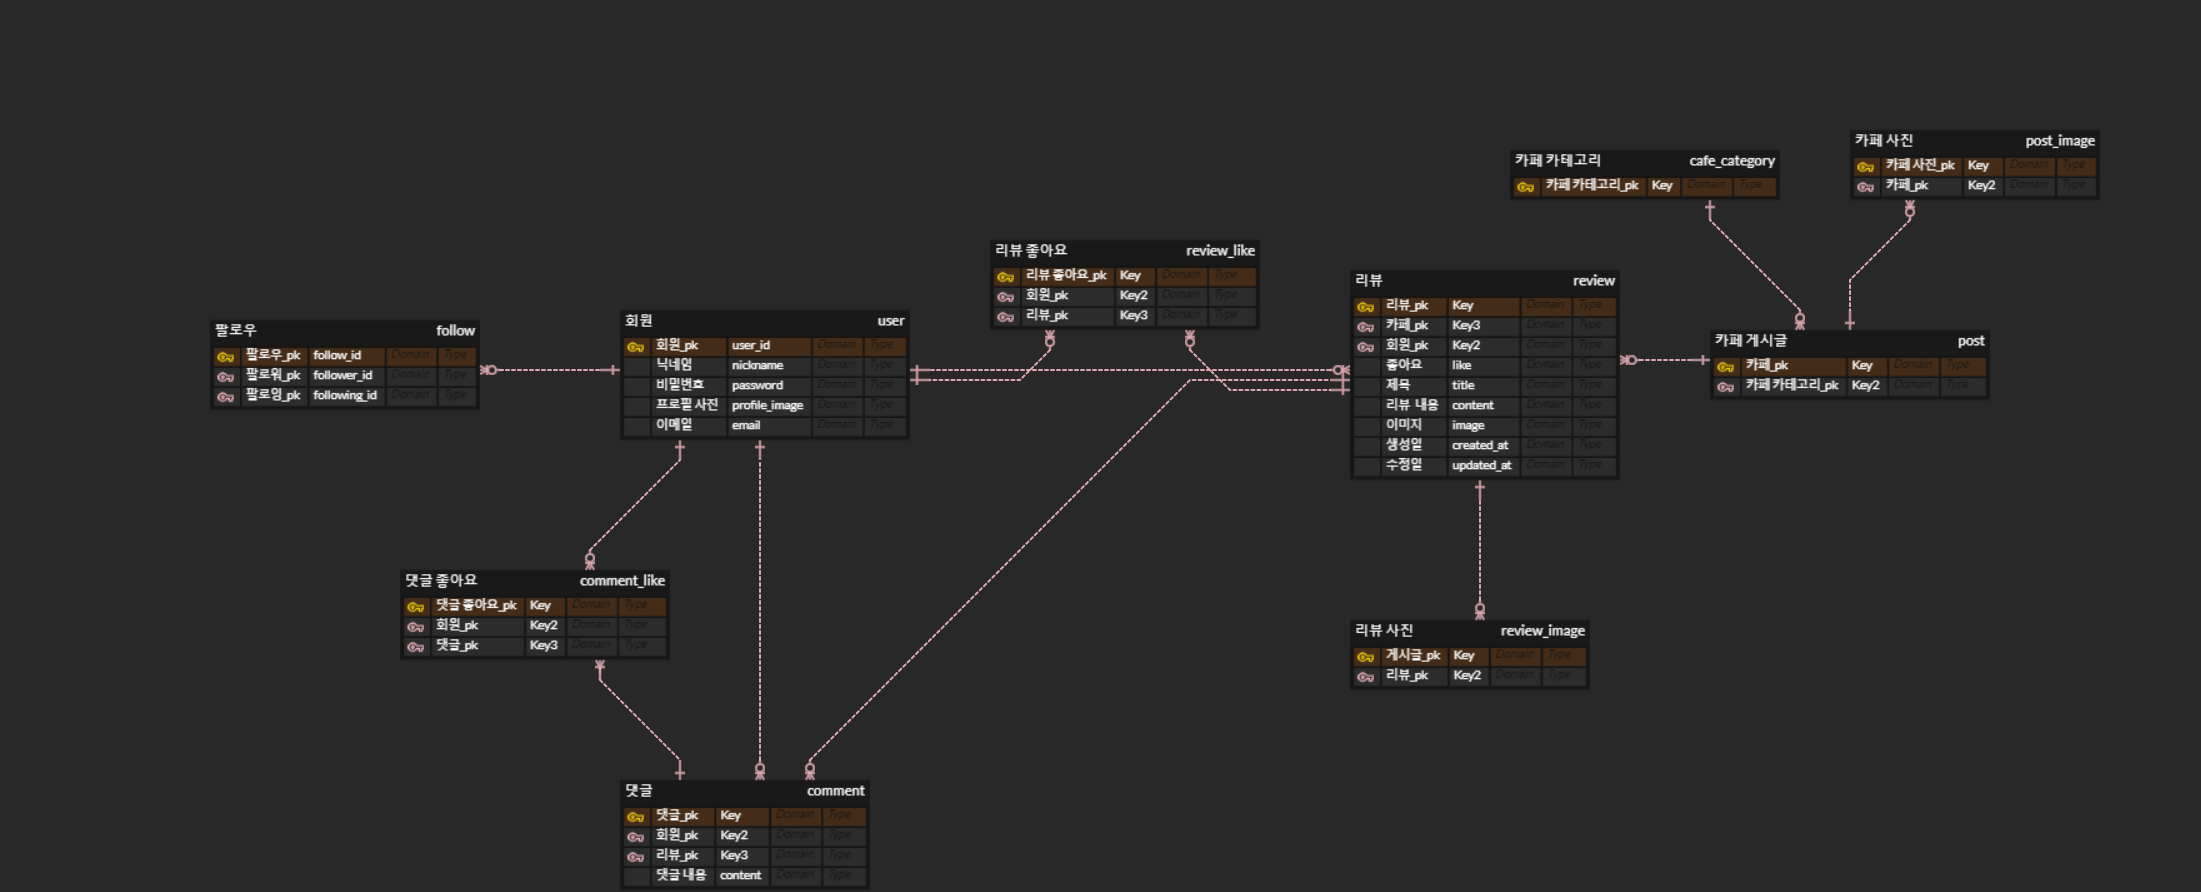 팔로우 follow
팔로우_pk follow_id Domain Type
팔로워_pk follower_id Domain Type
팔로잉_pk following_id Domain Type
회원 user
회원_pk user_id Domain Type
닉네임 nickname Domain Type
비밀번호 password Domain Type
프로필 사진 profile_image Domain Type
이메일 email Domain Type
리뷰 좋아요 review_like
리뷰 좋아요_pk Key Domain Type
회원_pk Key2 Domain Type
리뷰_pk Key3 Domain Type
리뷰 review
리뷰_pk Key Domain Type
카페_pk Key3 Domain Type
회원_pk Key2 Domain Type
좋아요 like Domain Type
제목 title Domain Type
리뷰 내용 content Domain Type
이미지 image Domain Type
생성일 created_at Domain Type
수정일 updated_at Domain Type
카페 카테고리 cafe_category
카페 카테고리_pk Key Domain Type
카페 사진 post_image
카페 사진_pk Key Domain Type
카페_pk Key2 Domain Type
카페 게시글 post
카페_pk Key Domain Type
카페 카테고리_pk Key2 Domain Type
댓글 좋아요 comment_like
댓글 좋아요_pk Key Domain Type
회원_pk Key2 Domain Type
댓글_pk Key3 Domain Type
리뷰 사진 review_image
게시글_pk Key Domain Type
리뷰_pk Key2 Domain Type
댓글 comment
댓글_pk Key Domain Type
회원_pk Key2 Domain Type
리뷰_pk Key3 Domain Type
댓글 내용 content Domain Type